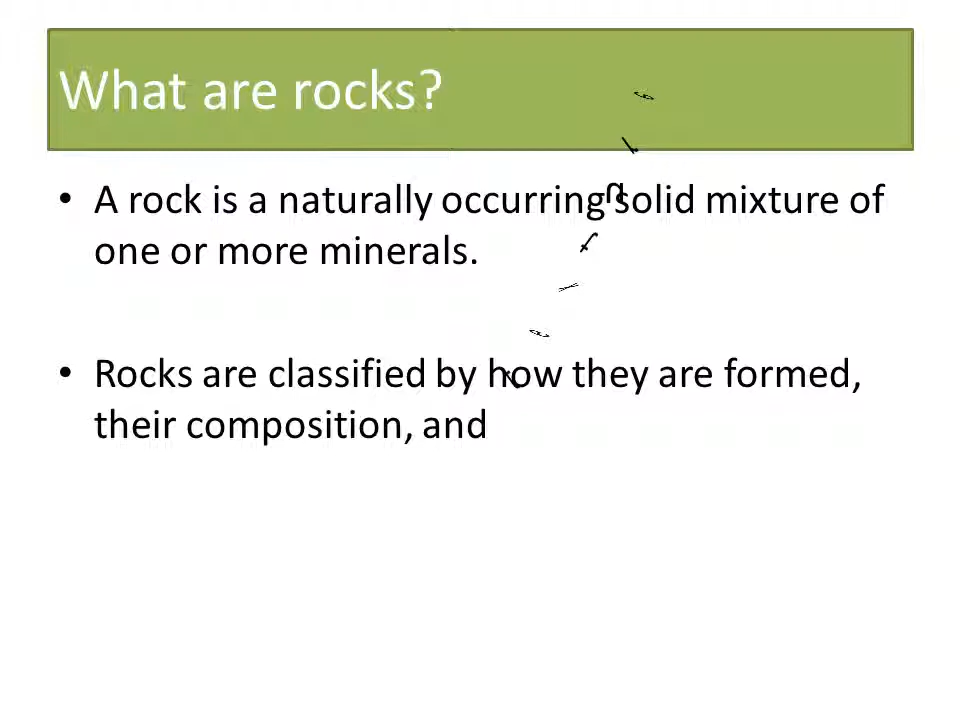 What are rocks?
• A rock is a naturally occurring solid mixture of
one or more minerals.
• Rocks are classified by how they are formed,
their composition, and